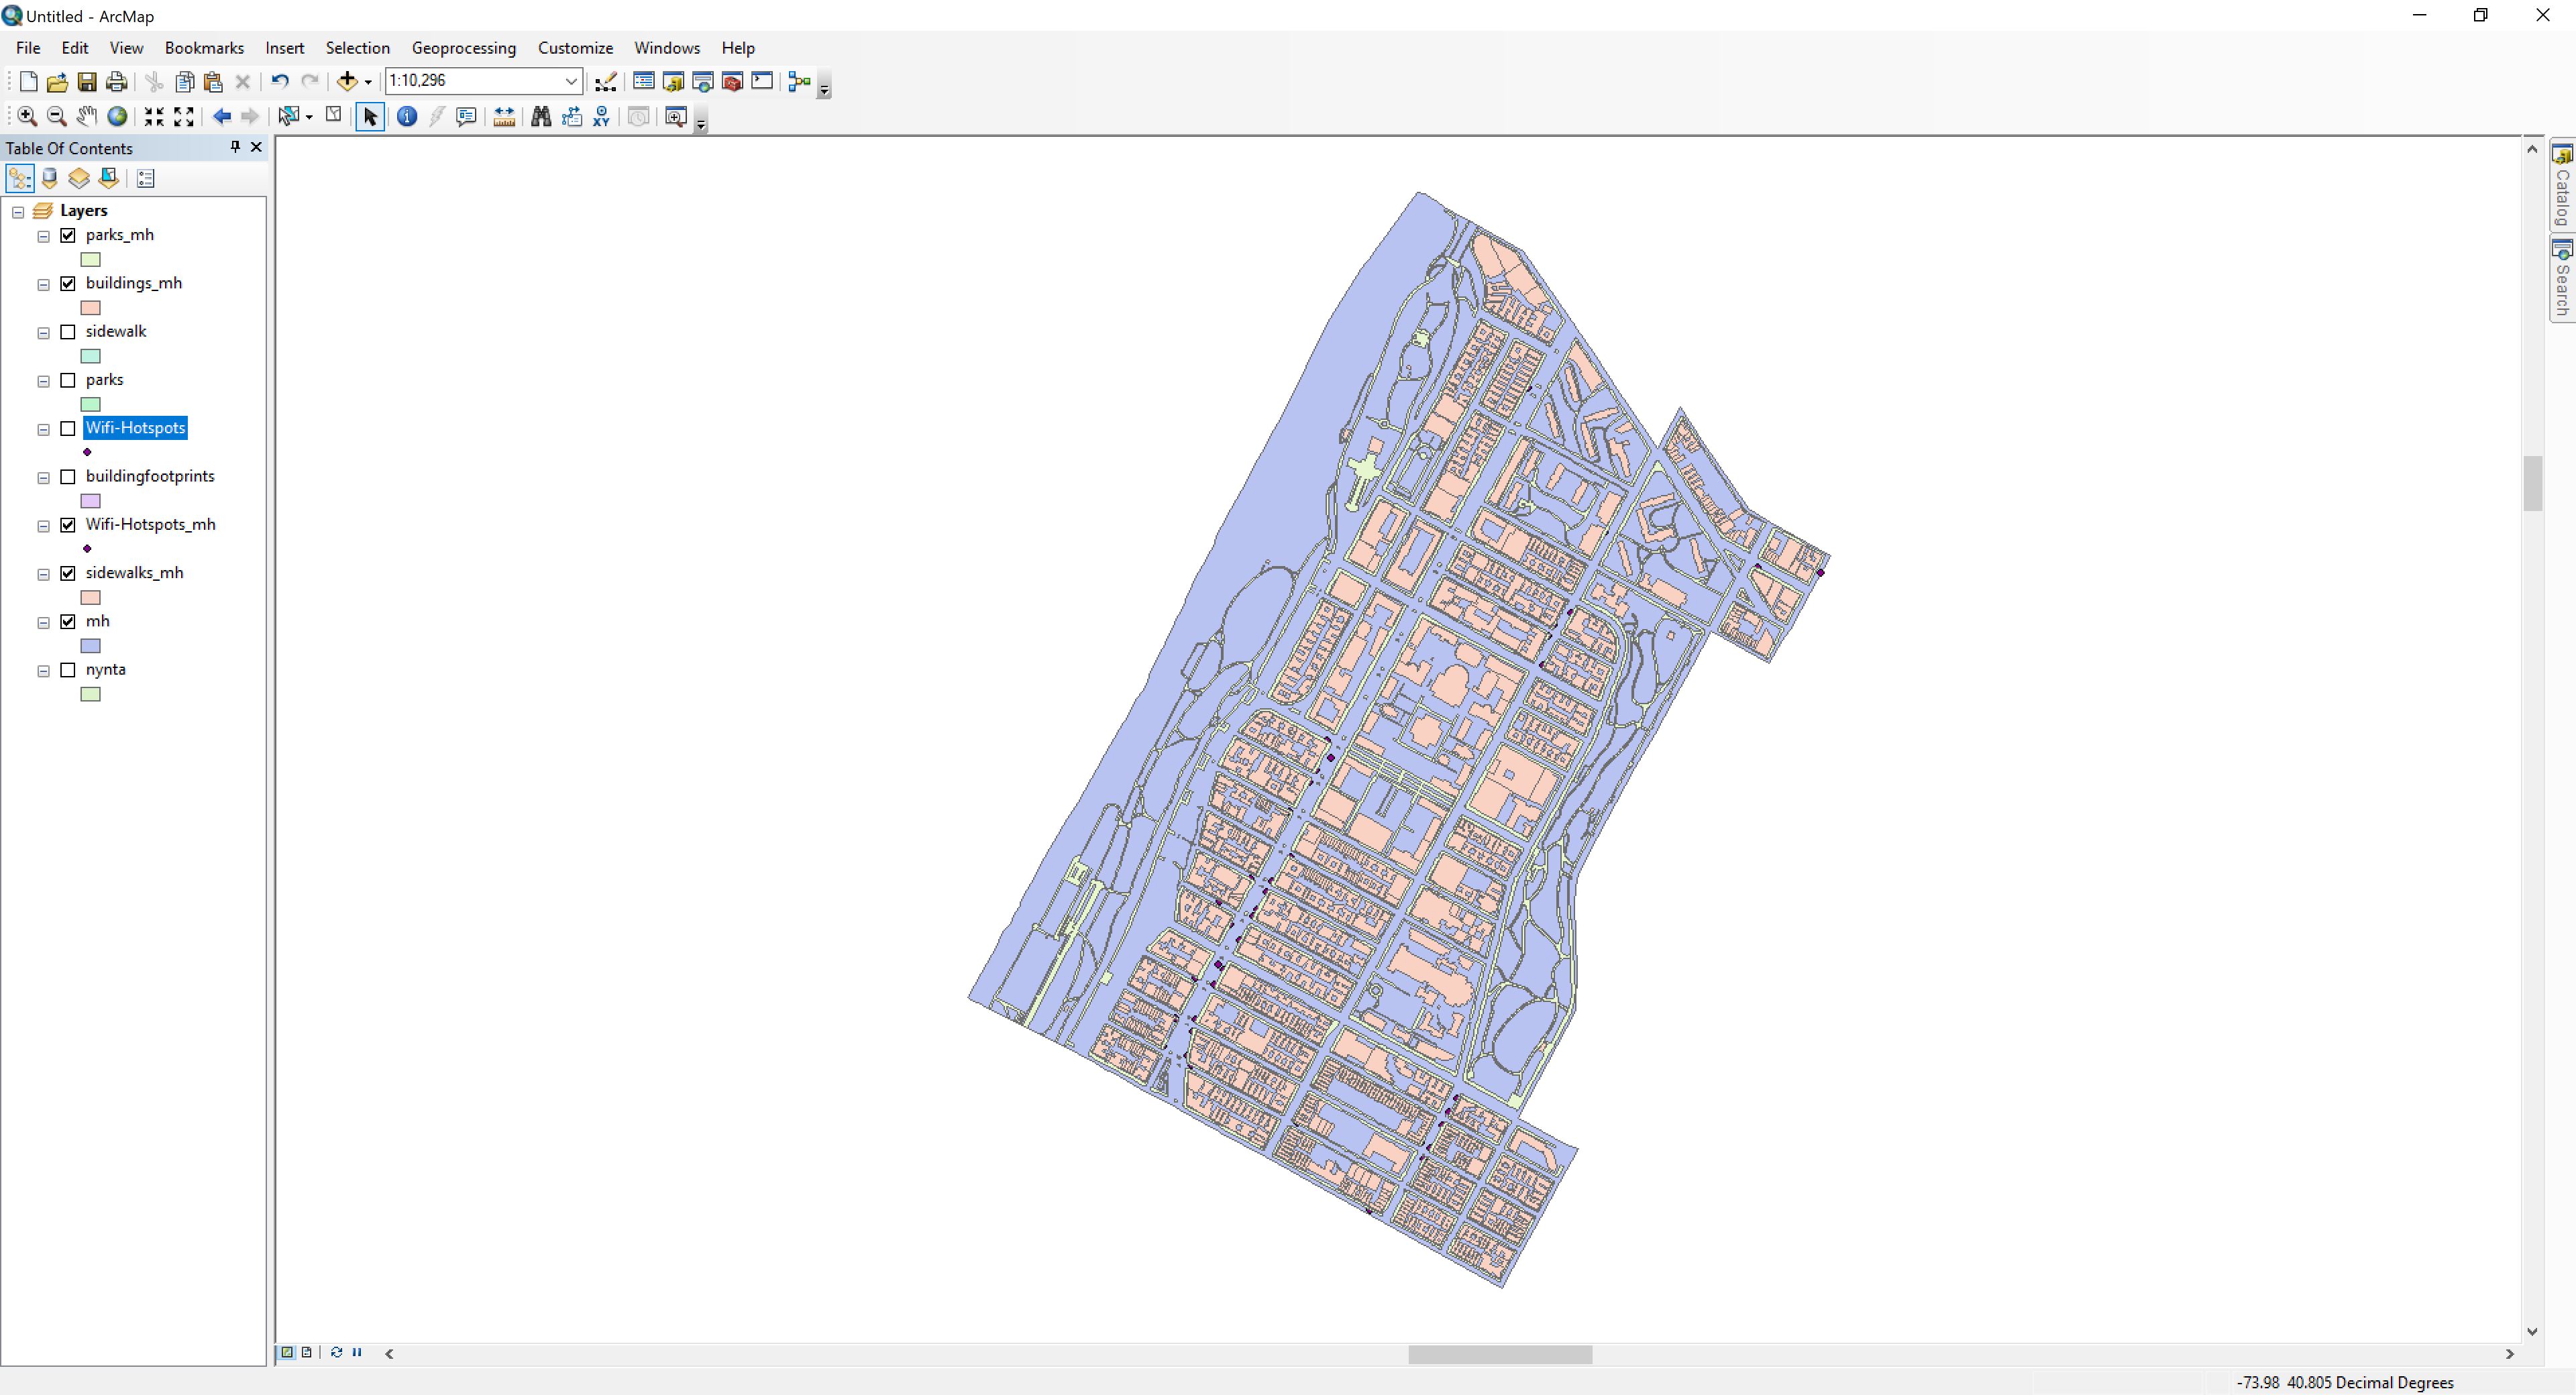 Untitled - ArcMap
File Edit View Bookmarks Insert Selection Geoprocessing Customize Windows Help
1:10,296
XY
Table Of Contents
Layers
parks_mh
buildings_mh
sidewalk
parks
Wifi-Hotspots
buildingfootprints
Wifi-Hotspots_mh
sidewalks_mh
mh
nynta
Catalog
Search
-73.98 40.805 Decimal Degrees